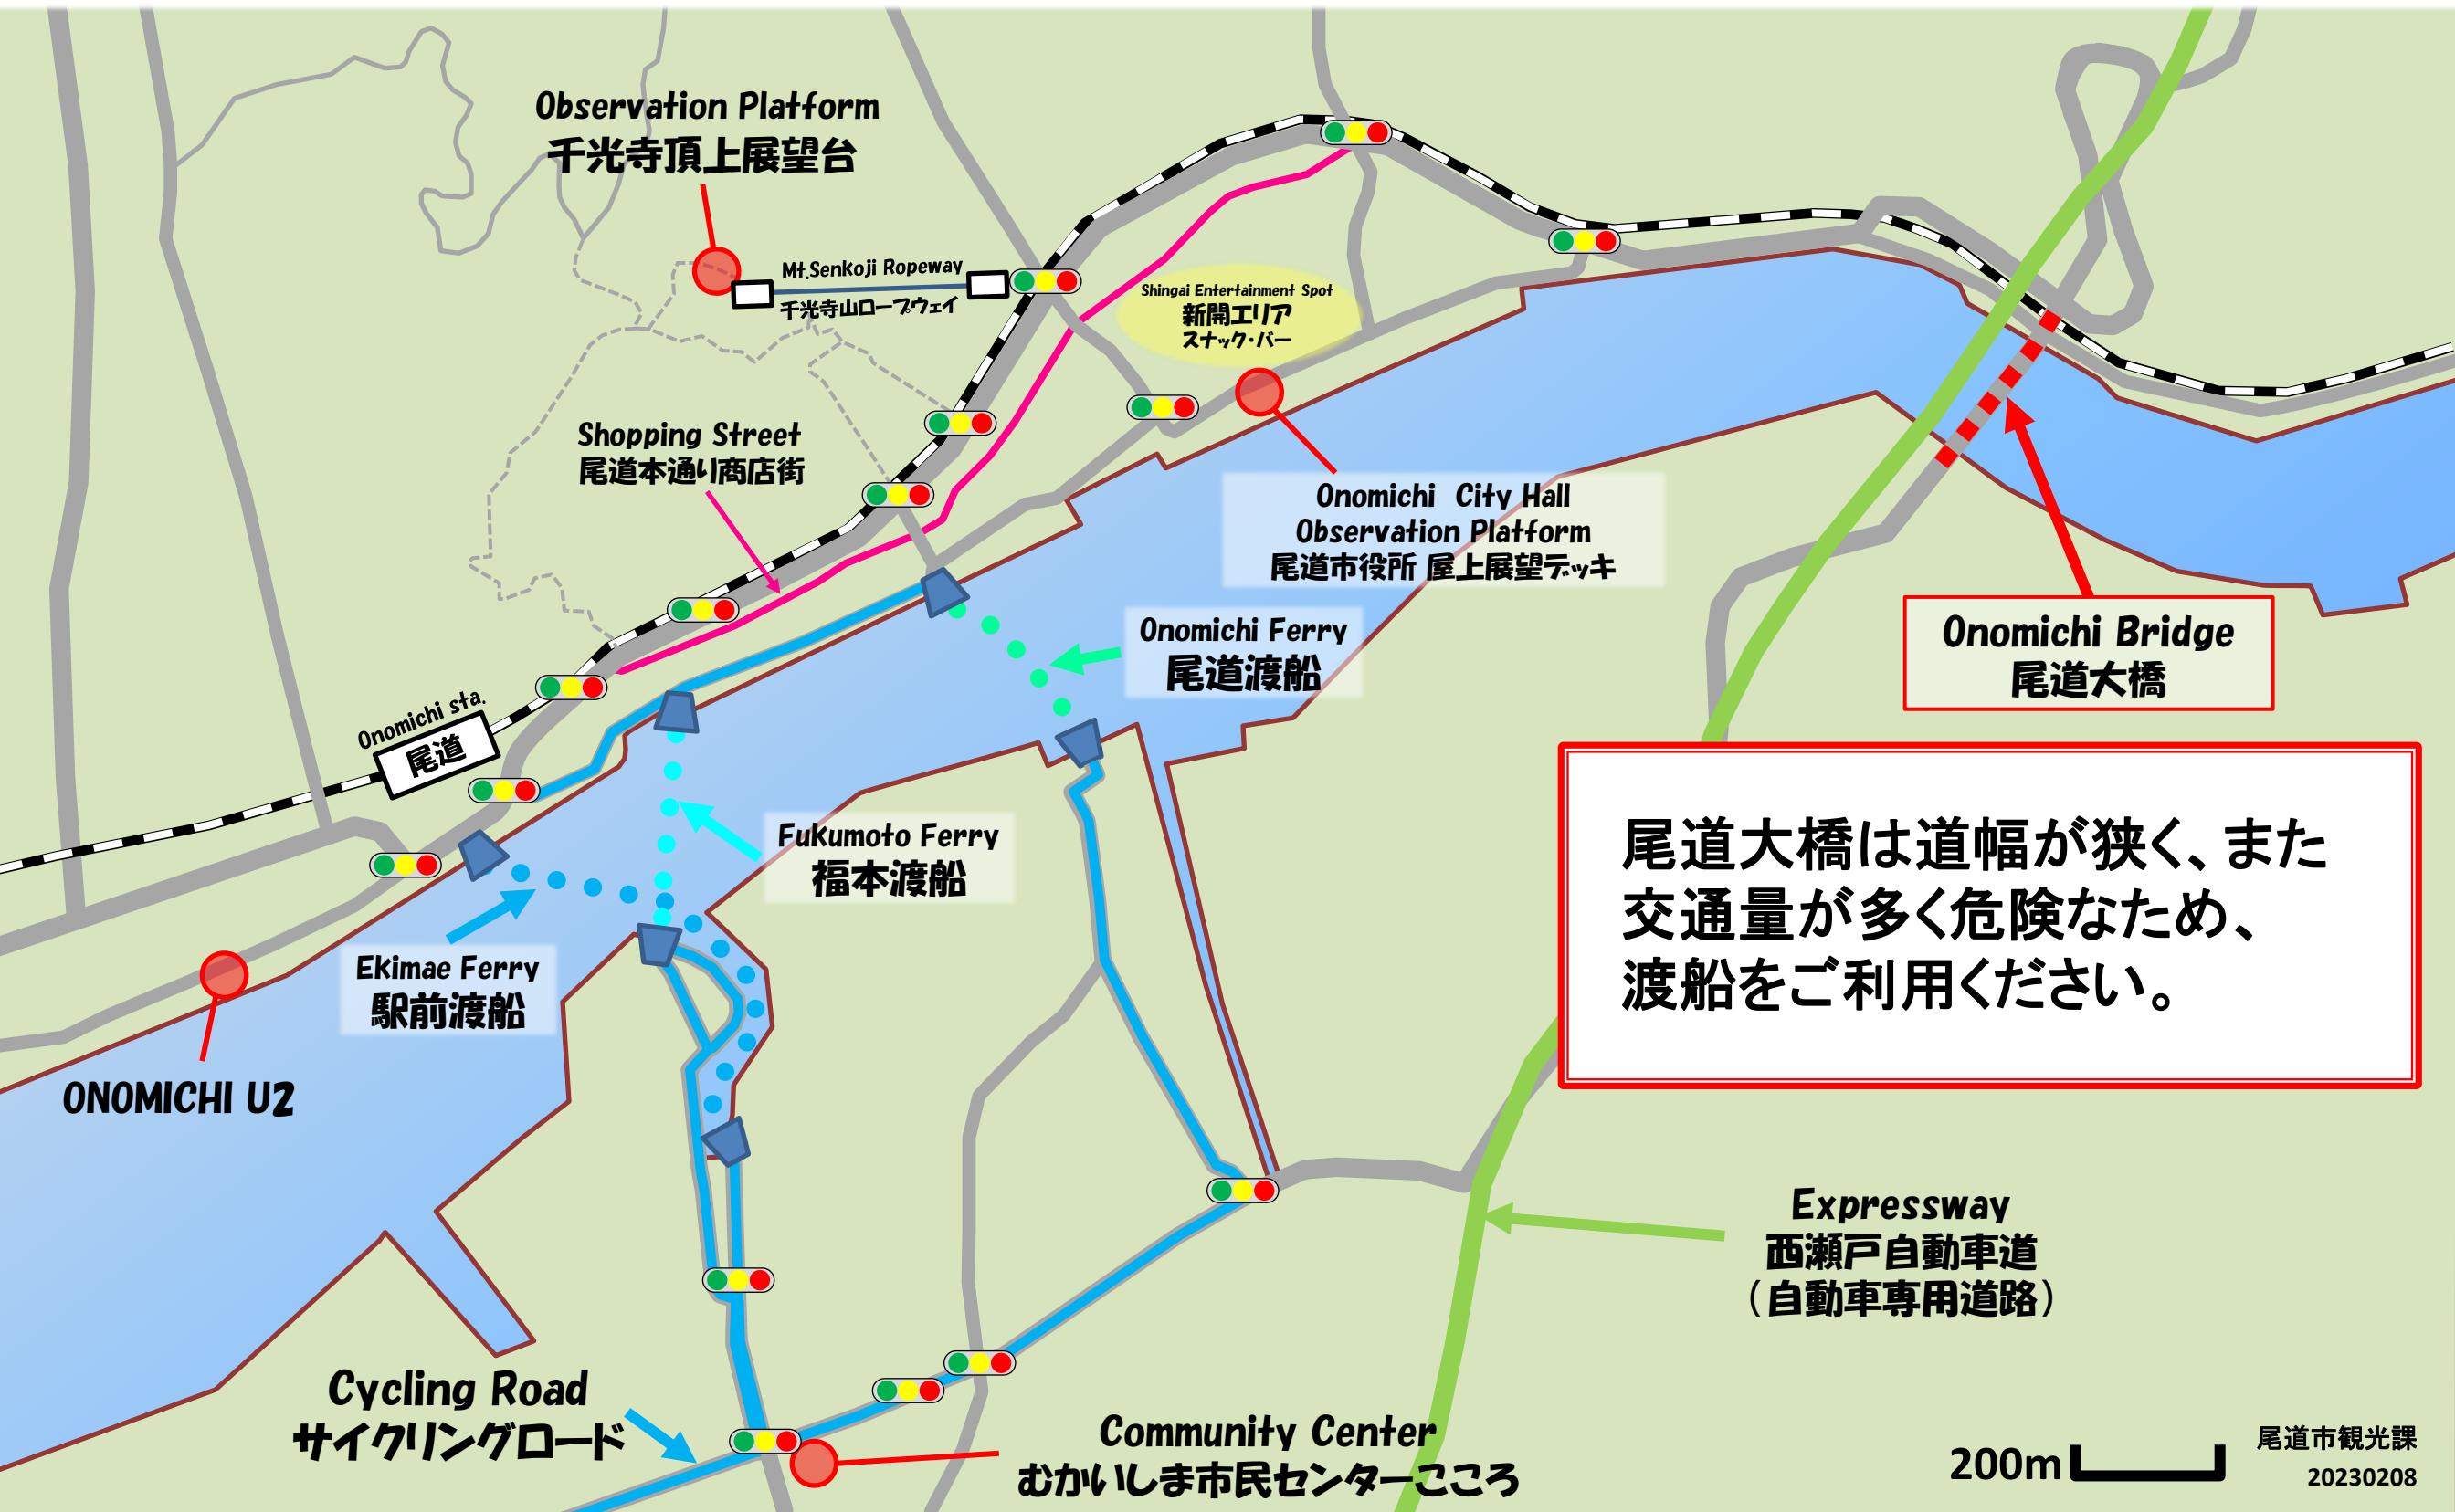 Observation Platform
千光寺頂上展望台
Mt.Senkoji Ropeway
千光寺山ロープウェイ
Shingai Entertainment Spot
新開エリア
スナック・バー
Shopping Street
尾道本通り商店街
Onomichi City Hall
Observation Platform
尾道市役所 屋上展望デッキ
Onomichi Ferry
尾道渡船
Onomichi Bridge
尾道大橋
Onomichi sta.
尾道
尾道大橋は道幅が狭く、また
交通量が多く危険なため、
渡船をご利用ください。
Fukumoto Ferry
福本渡船
Ekimae Ferry
駅前渡船
ONOMICHI U2
Expressway
西瀬戸自動車道
（自動車専用道路）
Cycling Road
サイクリングロード
Community Center
むかいしま市民センターこころ
200m
尾道市観光課
20230208